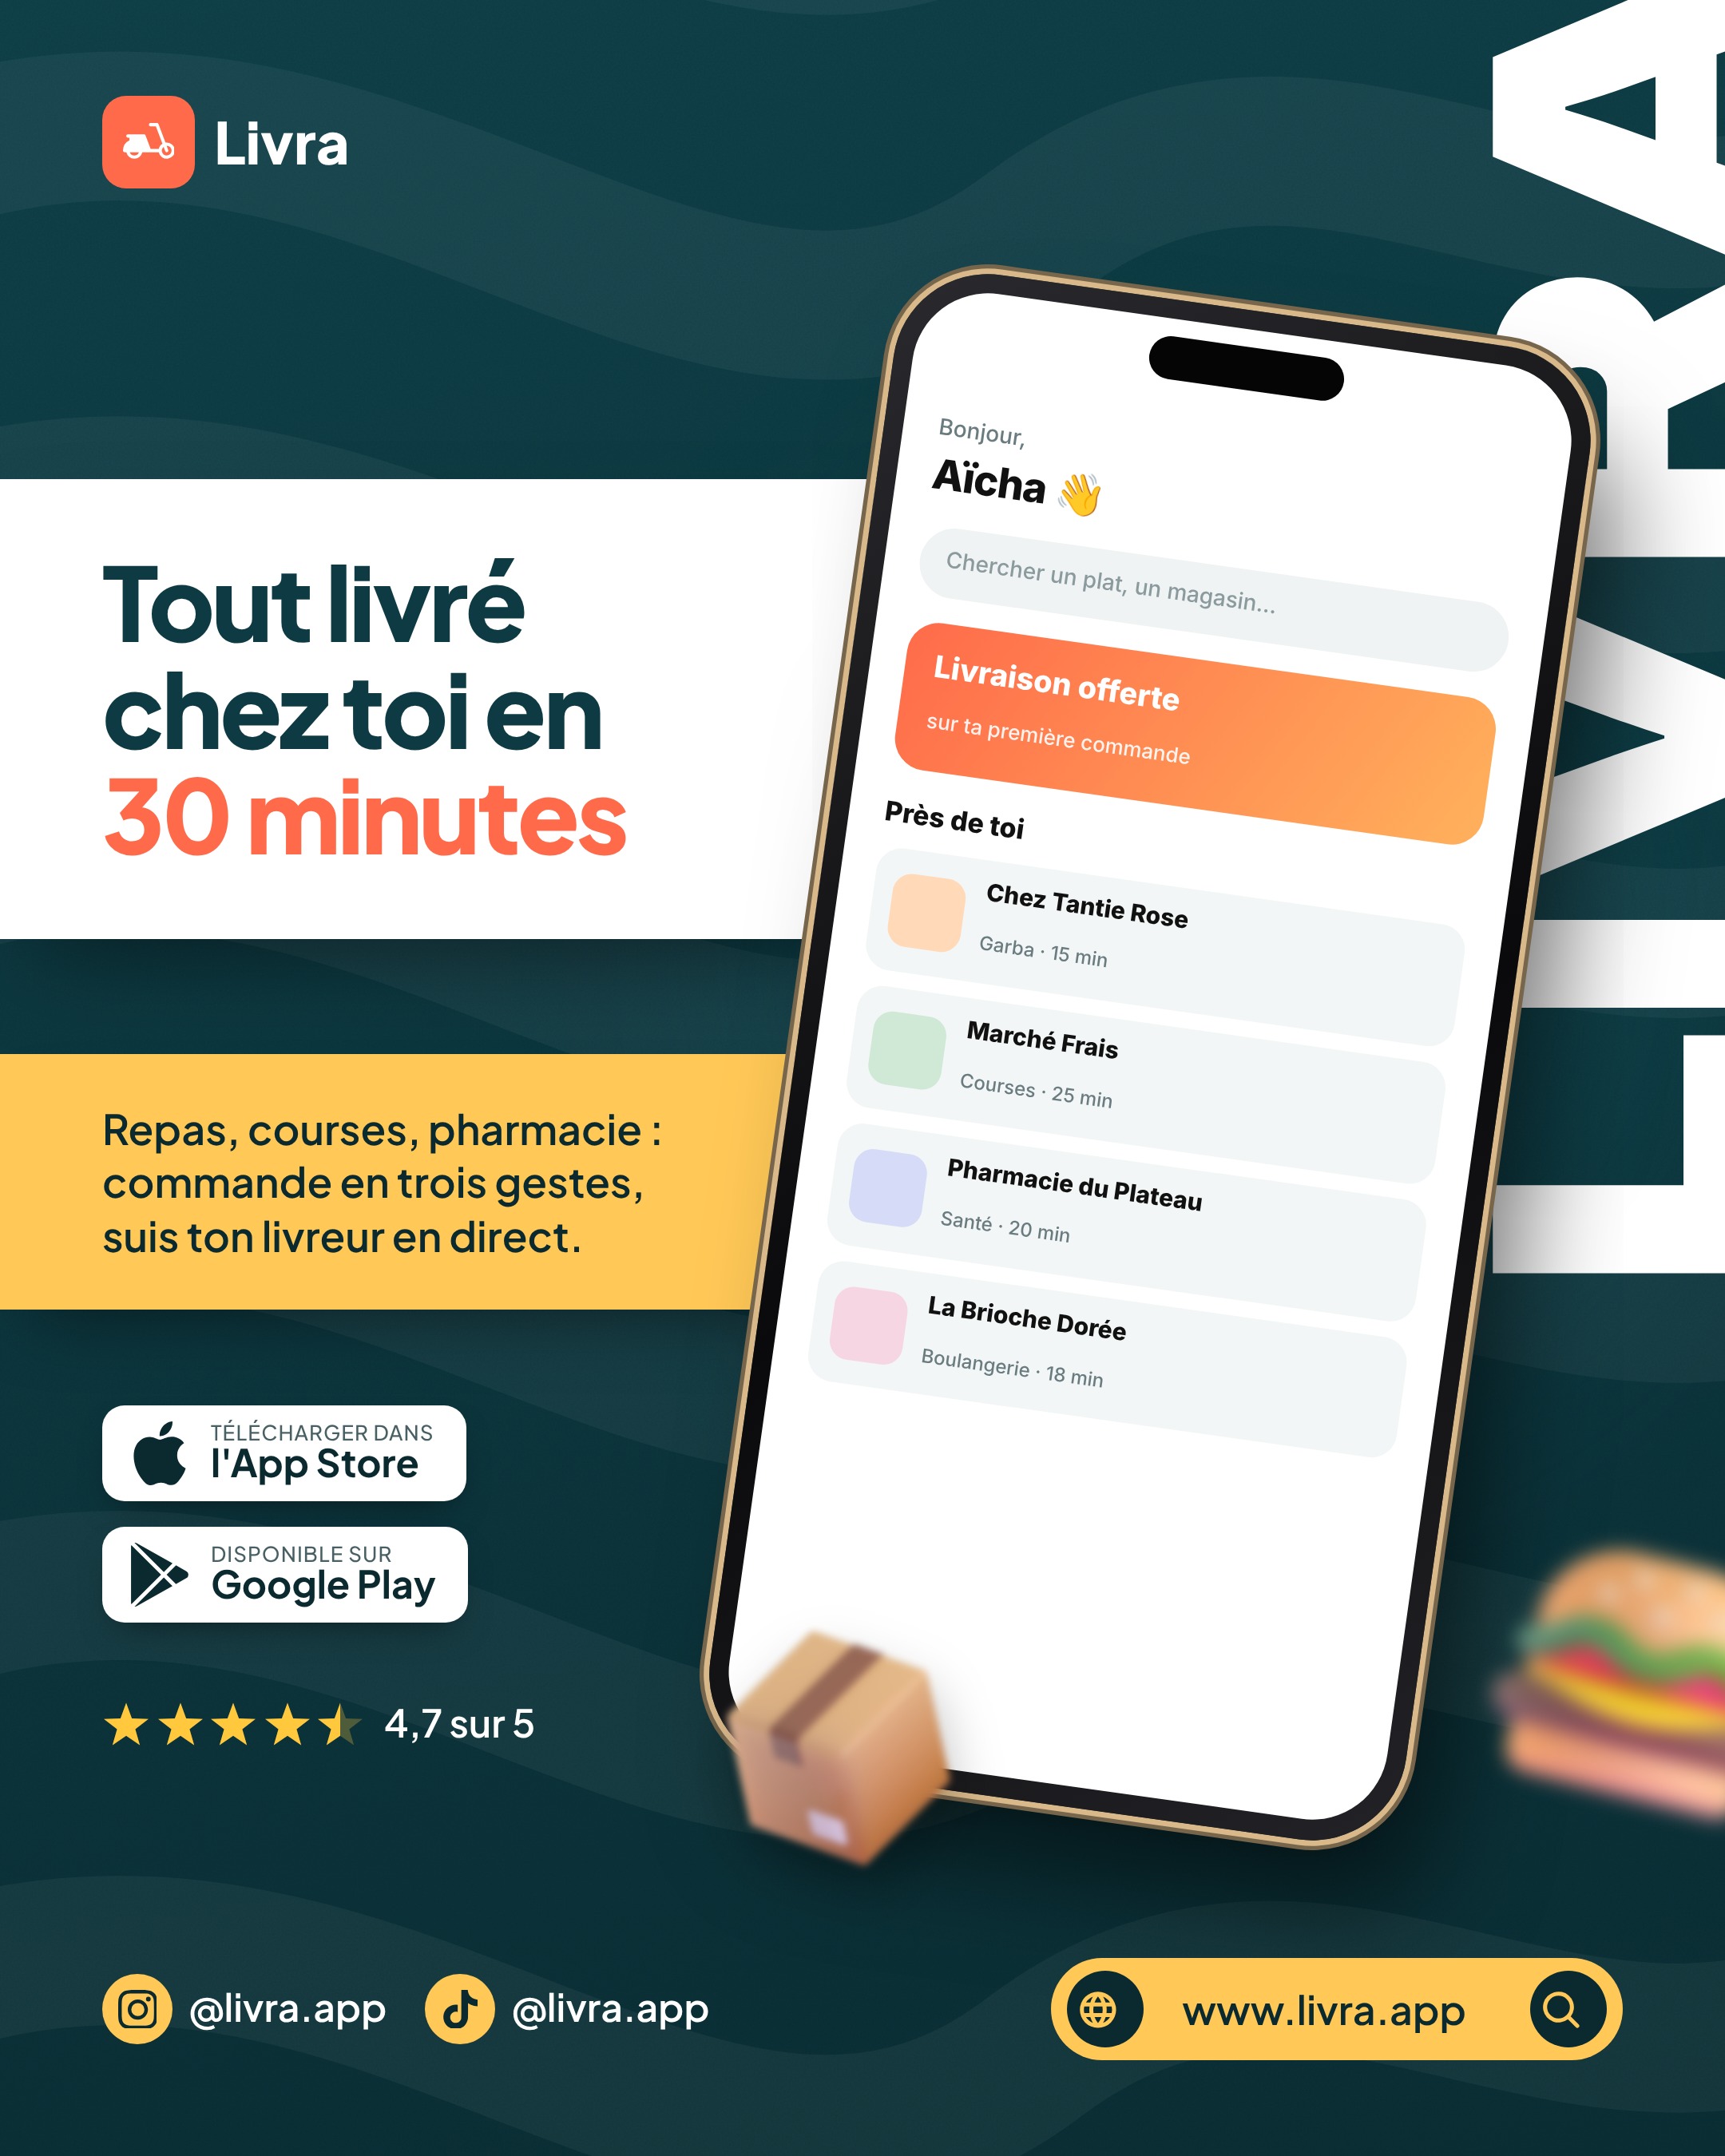 Livra
LIVRA
Tout livré
chez toi en
30 minutes
Repas, courses, pharmacie :
commande en trois gestes,
suis ton livreur en direct.
TÉLÉCHARGER DANS
l'App Store
DISPONIBLE SUR
Google Play
4,7 sur 5
Bonjour,
Aïcha 👋
Chercher un plat, un magasin...
Livraison offerte
sur ta première commande
Près de toi
Chez Tantie Rose
Garba · 15 min
Marché Frais
Courses · 25 min
Pharmacie du Plateau
Santé · 20 min
La Brioche Dorée
Boulangerie · 18 min
@livra.app
@livra.app
www.livra.app